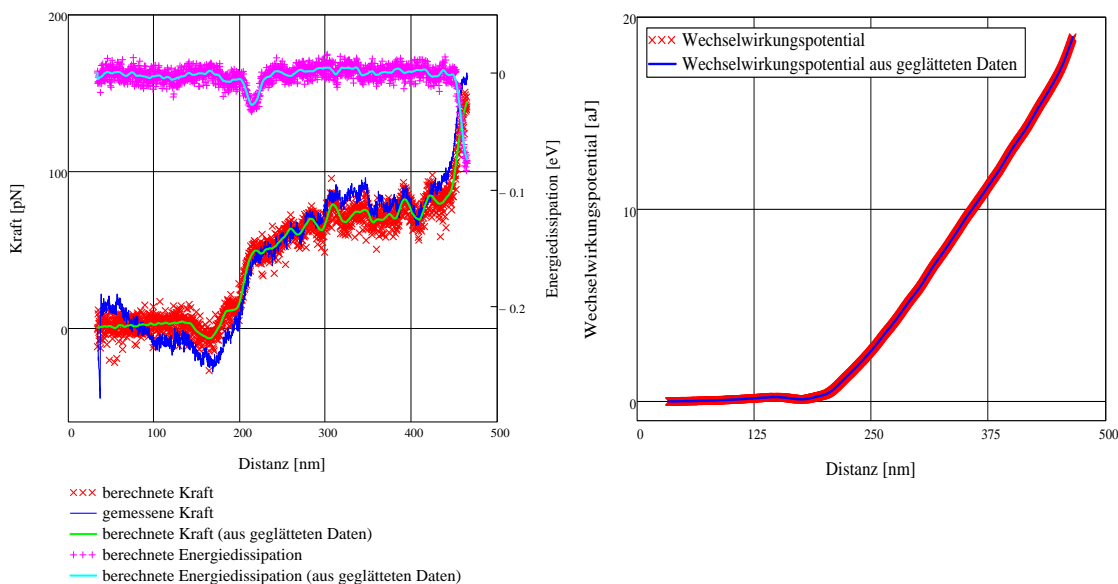 200
100
0
Kraft [pN]
0
− 0.1
− 0.2
Energiedissipation [eV]
0
100
200
300
400
500
Distanz [nm]
××× berechnete Kraft
gemessene Kraft
berechnete Kraft (aus geglätteten Daten)
+++ berechnete Energiedissipation
berechnete Energiedissipation (aus geglätteten Daten)
20
10
0
Wechselwirkungspotential [aJ]
××× Wechselwirkungspotential
Wechselwirkungspotential aus geglätteten Daten
0
125
250
375
500
Distanz [nm]